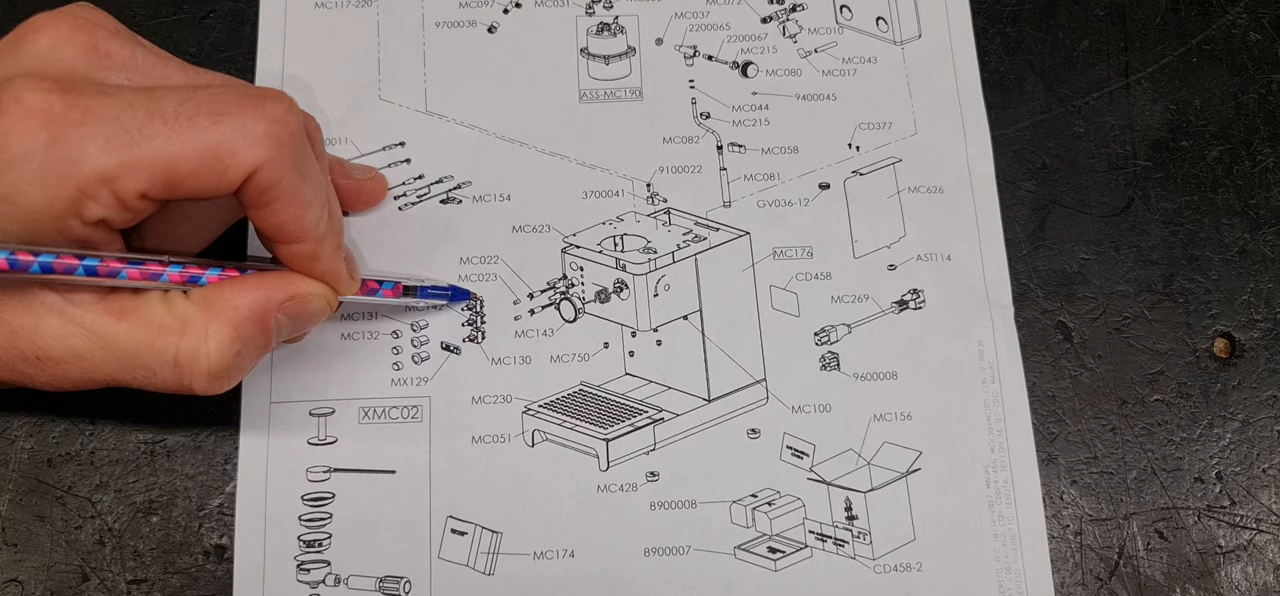 MC117-220
MC097
9700038
MC031
ASS-MC190
MC037
2200065
2200067
MC215
MC080
MC072
MC010
MC043
MC017
9400045
MC044
MC215
MC082
MC058
MC081
CD377
GV036-12
MC626
AST114
0011
MC154
9100022
3700041
MC623
MC022
MC023
MC176
CD458
MC269
MC142
MC131
MC132
MC143
MC130
MC750
MX129
9600008
MC230
MC051
MC100
MC156
XMC02
MC428
8900008
8900007
MC174
CD458-2